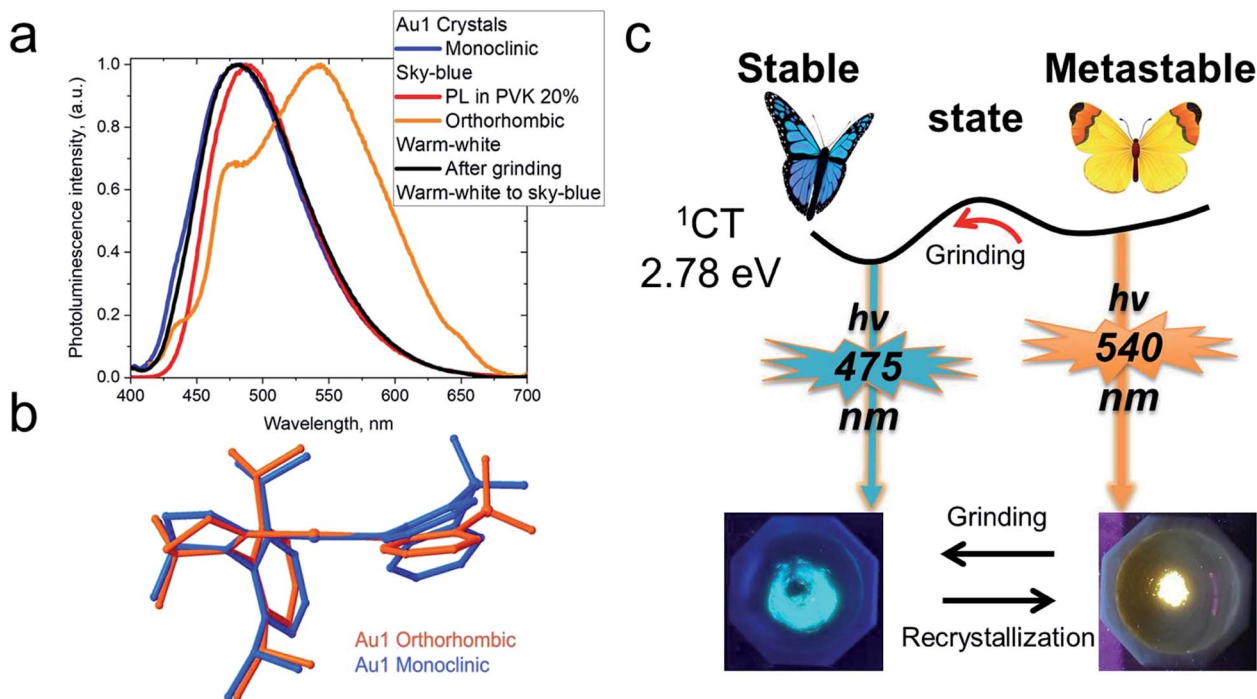 a
Au1 Crystals
Monoclinic
Sky-blue
PL in PVK 20%
Orthorhombic
Warm-white
After grinding
Warm-white to sky-blue
Photoluminescence intensity, (a.u.)
1.0
0.8
0.6
0.4
0.2
0.0
400 450 500 550 600 650 700
Wavelength, nm
b
Au1 Orthorhombic
Au1 Monoclinic
c
Stable
Metastable
state
¹CT
2.78 eV
Grinding
hν
475
nm
hν
540
nm
Grinding
Recrystallization